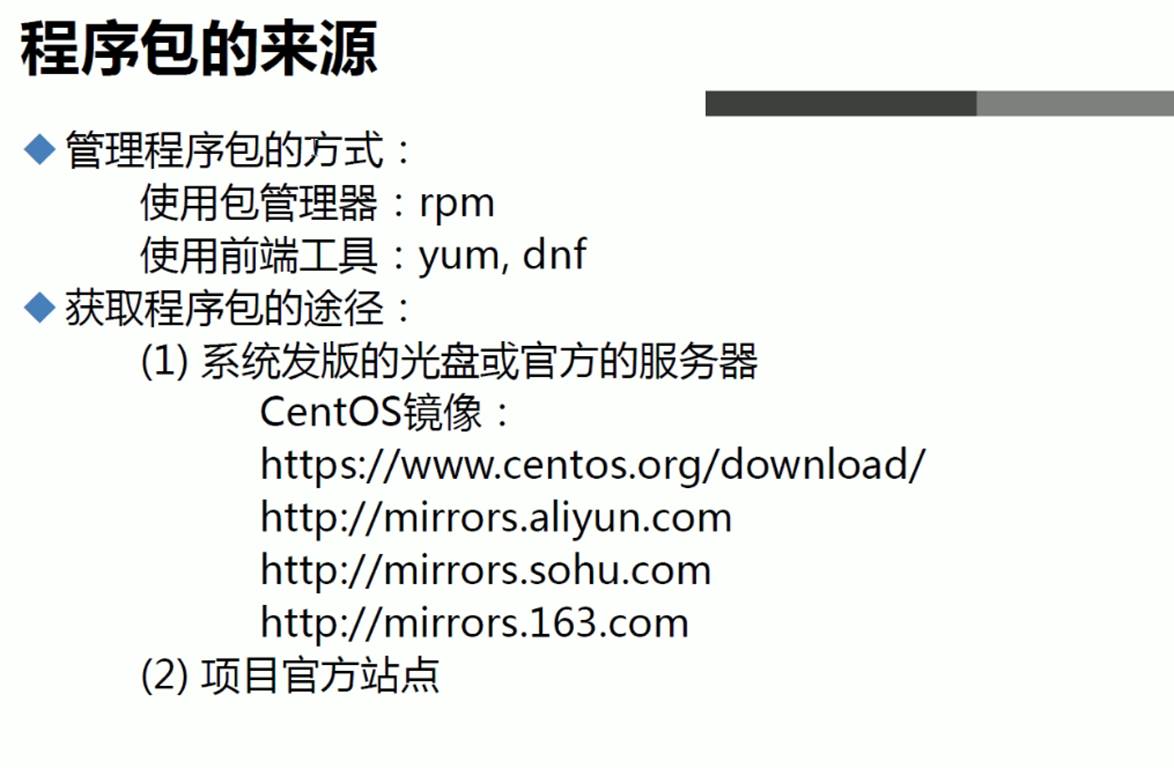 程序包的来源
管理程序包的方式：
使用包管理器：rpm
使用前端工具：yum, dnf
获取程序包的途径：
(1) 系统发版的光盘或官方的服务器
CentOS镜像：
https://www.centos.org/download/
http://mirrors.aliyun.com
http://mirrors.sohu.com
http://mirrors.163.com
(2) 项目官方站点